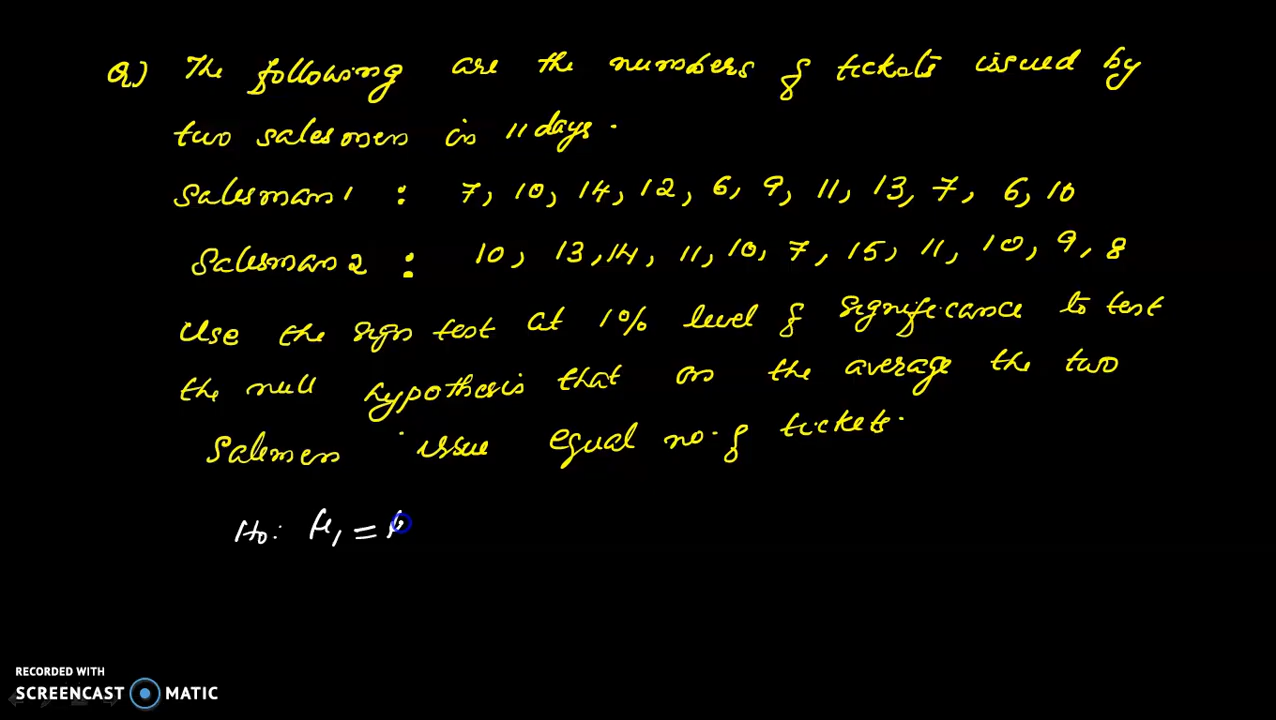 Q) The following are the numbers of tickets issued by
two salesmen in 11 days.
Salesman 1 : 7, 10, 14, 12, 6, 9, 11, 13, 7, 6, 10
Salesman 2 : 10, 13, 14, 11, 10, 7, 15, 11, 10, 9, 8
Use the sign test at 1% level of significance to test
the null hypothesis that on the average the two
Salemen issue equal no. of tickets.
H₀: μ₁ =
RECORDED WITH
SCREENCAST MATIC